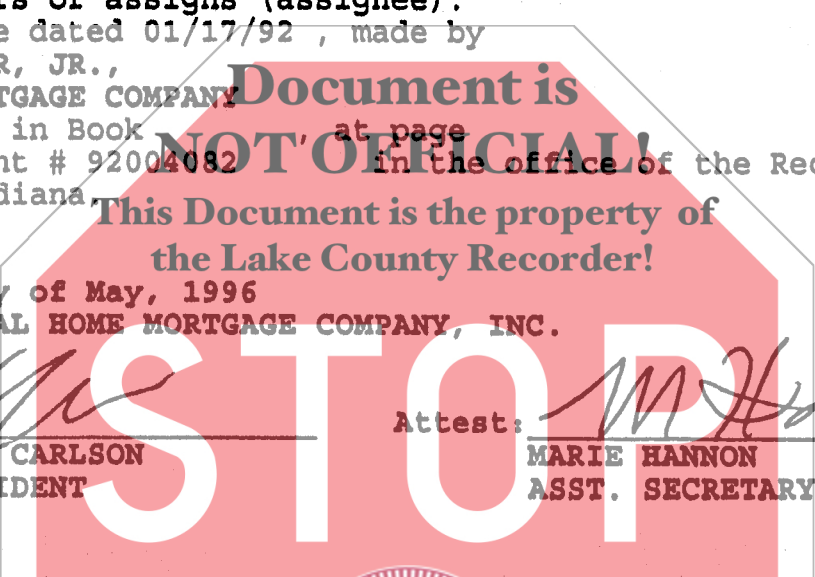 rs or assigns (assignee).
e dated 01/17/92 , made by
R, JR.,
TGAGE COMPANY
Document is
in Book , at page
NOT OFFICIAL!
nt # 92004082 in the office of the Rec
diana
This Document is the property of
the Lake County Recorder!
y of May, 1996
AL HOME MORTGAGE COMPANY, INC.
STOP
Attest:
CARLSON MARIE HANNON
IDENT ASST. SECRETARY